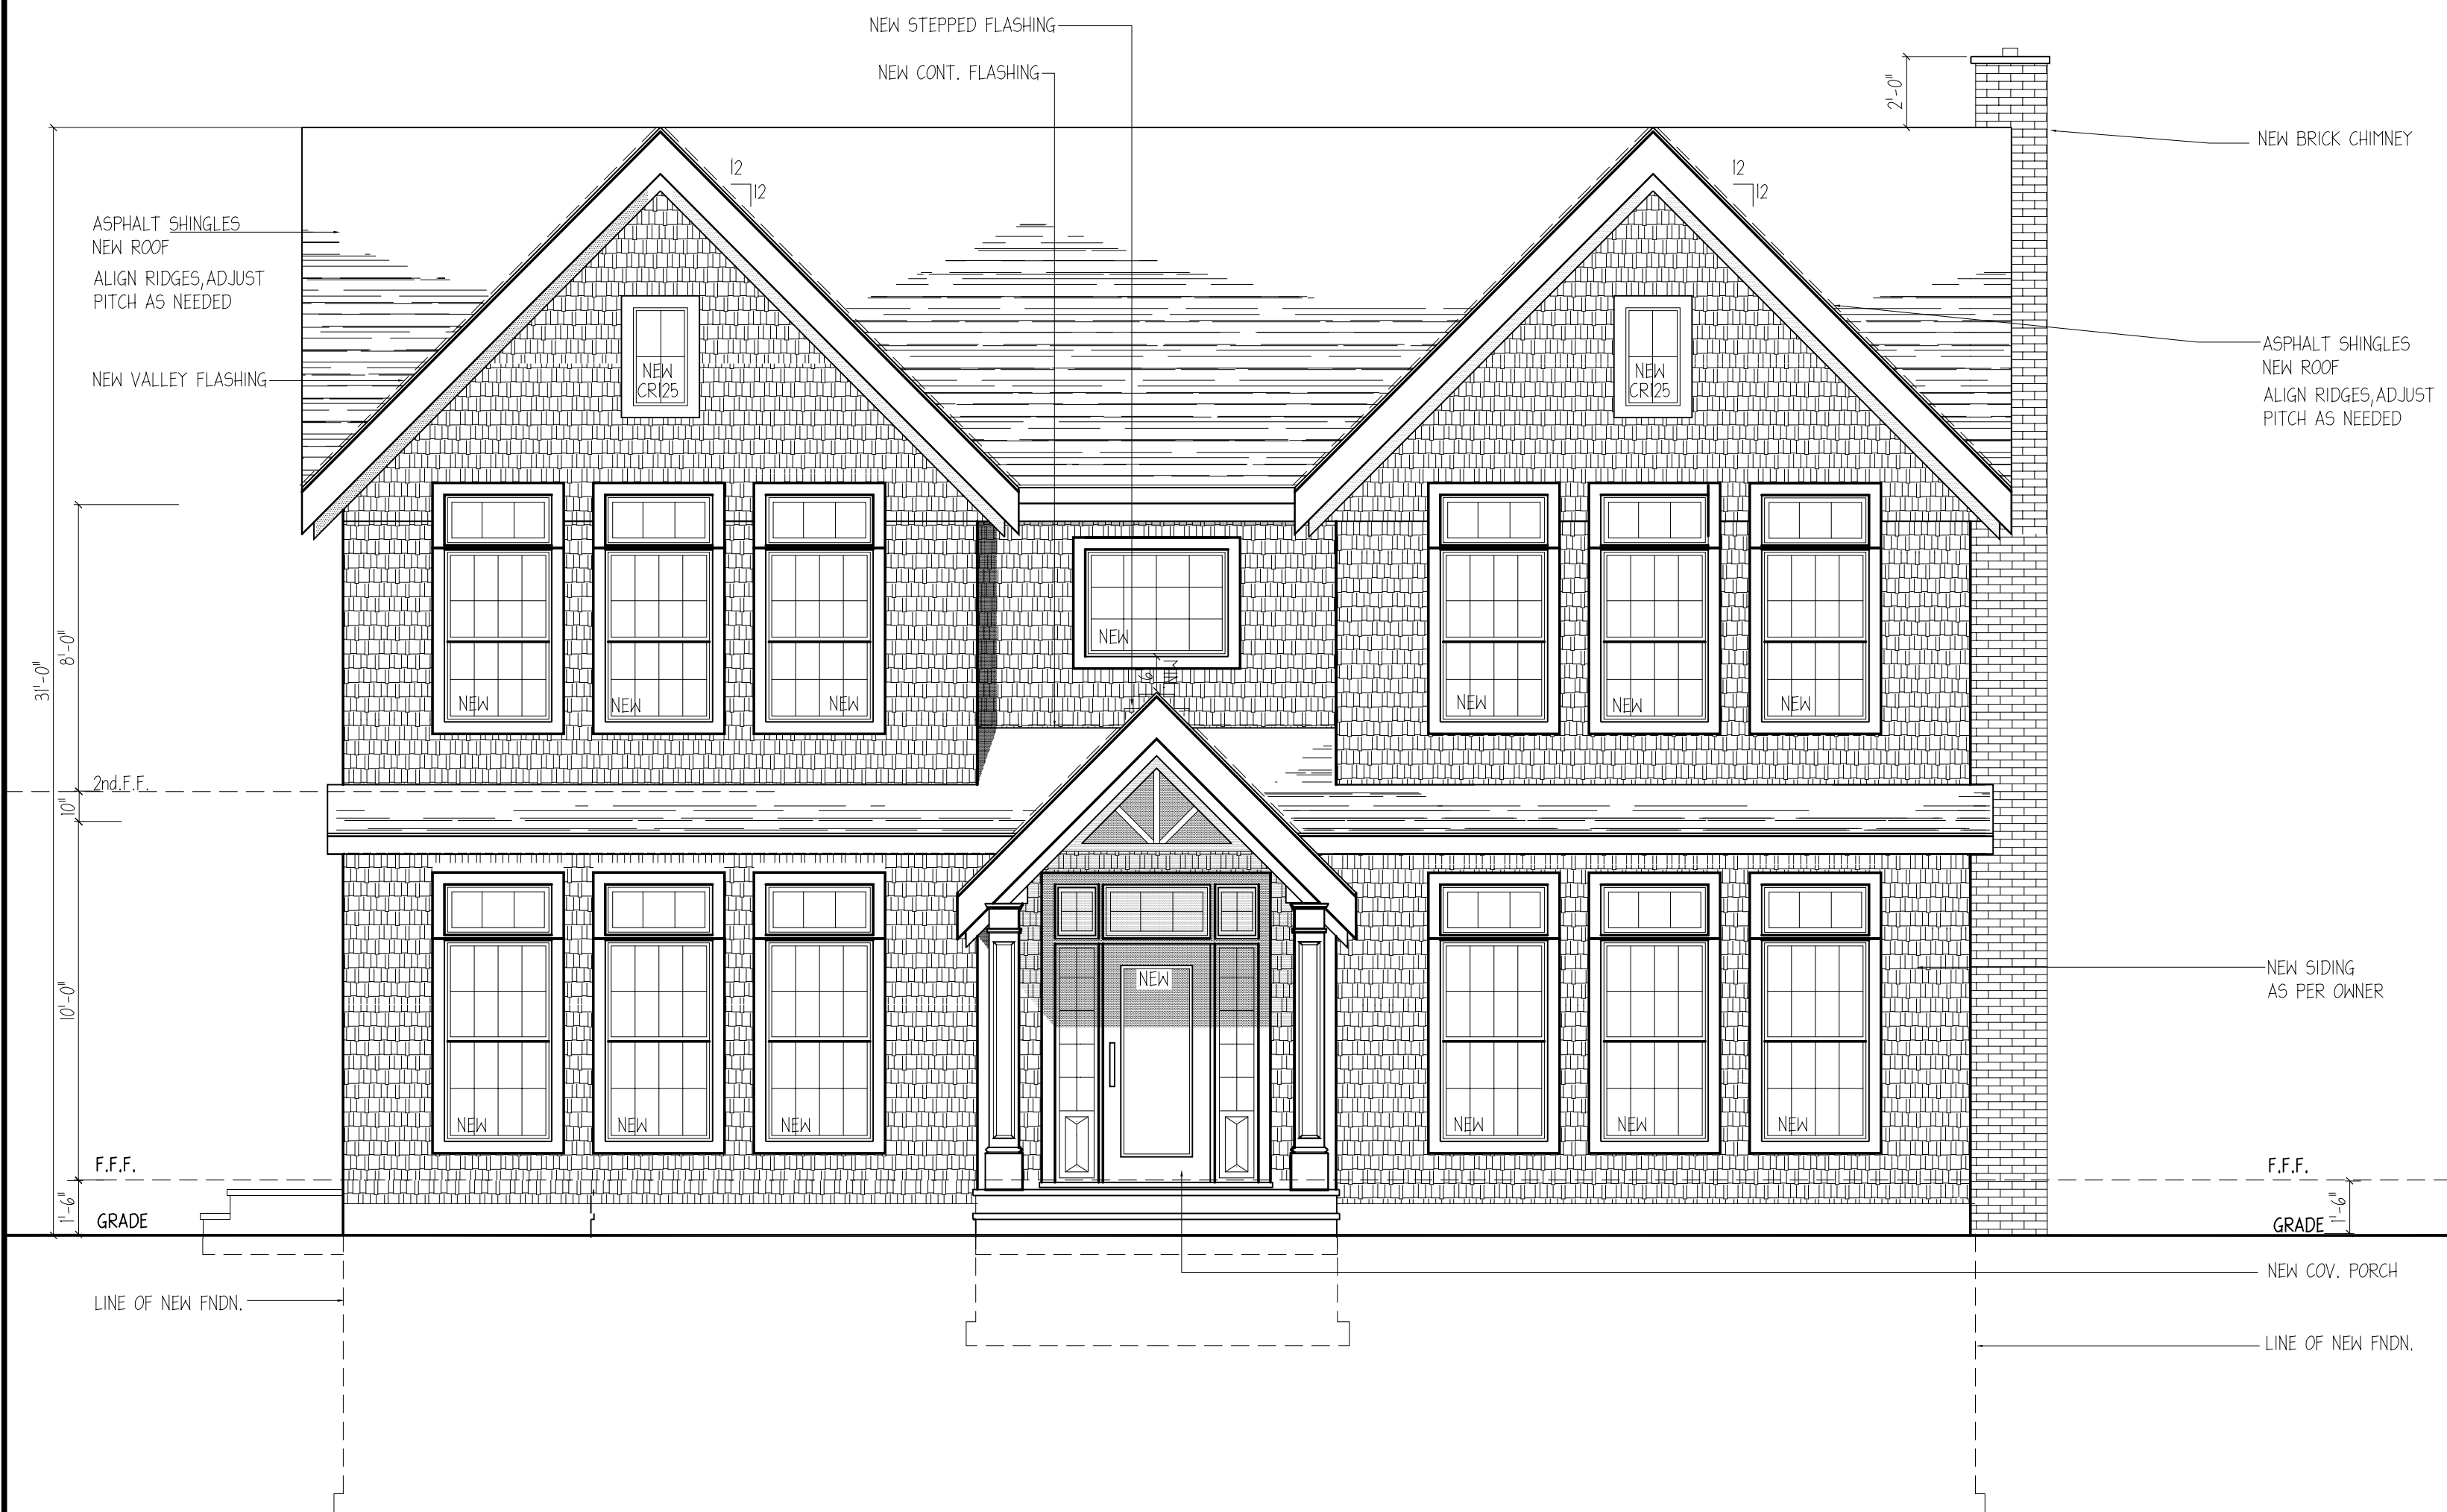 NEW STEPPED FLASHING
NEW CONT. FLASHING
2'-0"
NEW BRICK CHIMNEY
12
12
12
12
ASPHALT SHINGLES
NEW ROOF
ALIGN RIDGES,ADJUST
PITCH AS NEEDED
NEW VALLEY FLASHING
NEW
CR125
NEW
CR125
ASPHALT SHINGLES
NEW ROOF
ALIGN RIDGES,ADJUST
PITCH AS NEEDED
31'-0"
8'-0"
NEW
NEW
NEW
NEW
6" MIN
NEW
NEW
NEW
2nd.F.F.
10"
10'-0"
NEW
NEW SIDING
AS PER OWNER
NEW
NEW
NEW
NEW
NEW
NEW
F.F.F.
F.F.F.
1'-6"
GRADE
GRADE
1'-6"
NEW COV. PORCH
LINE OF NEW FNDN.
LINE OF NEW FNDN.